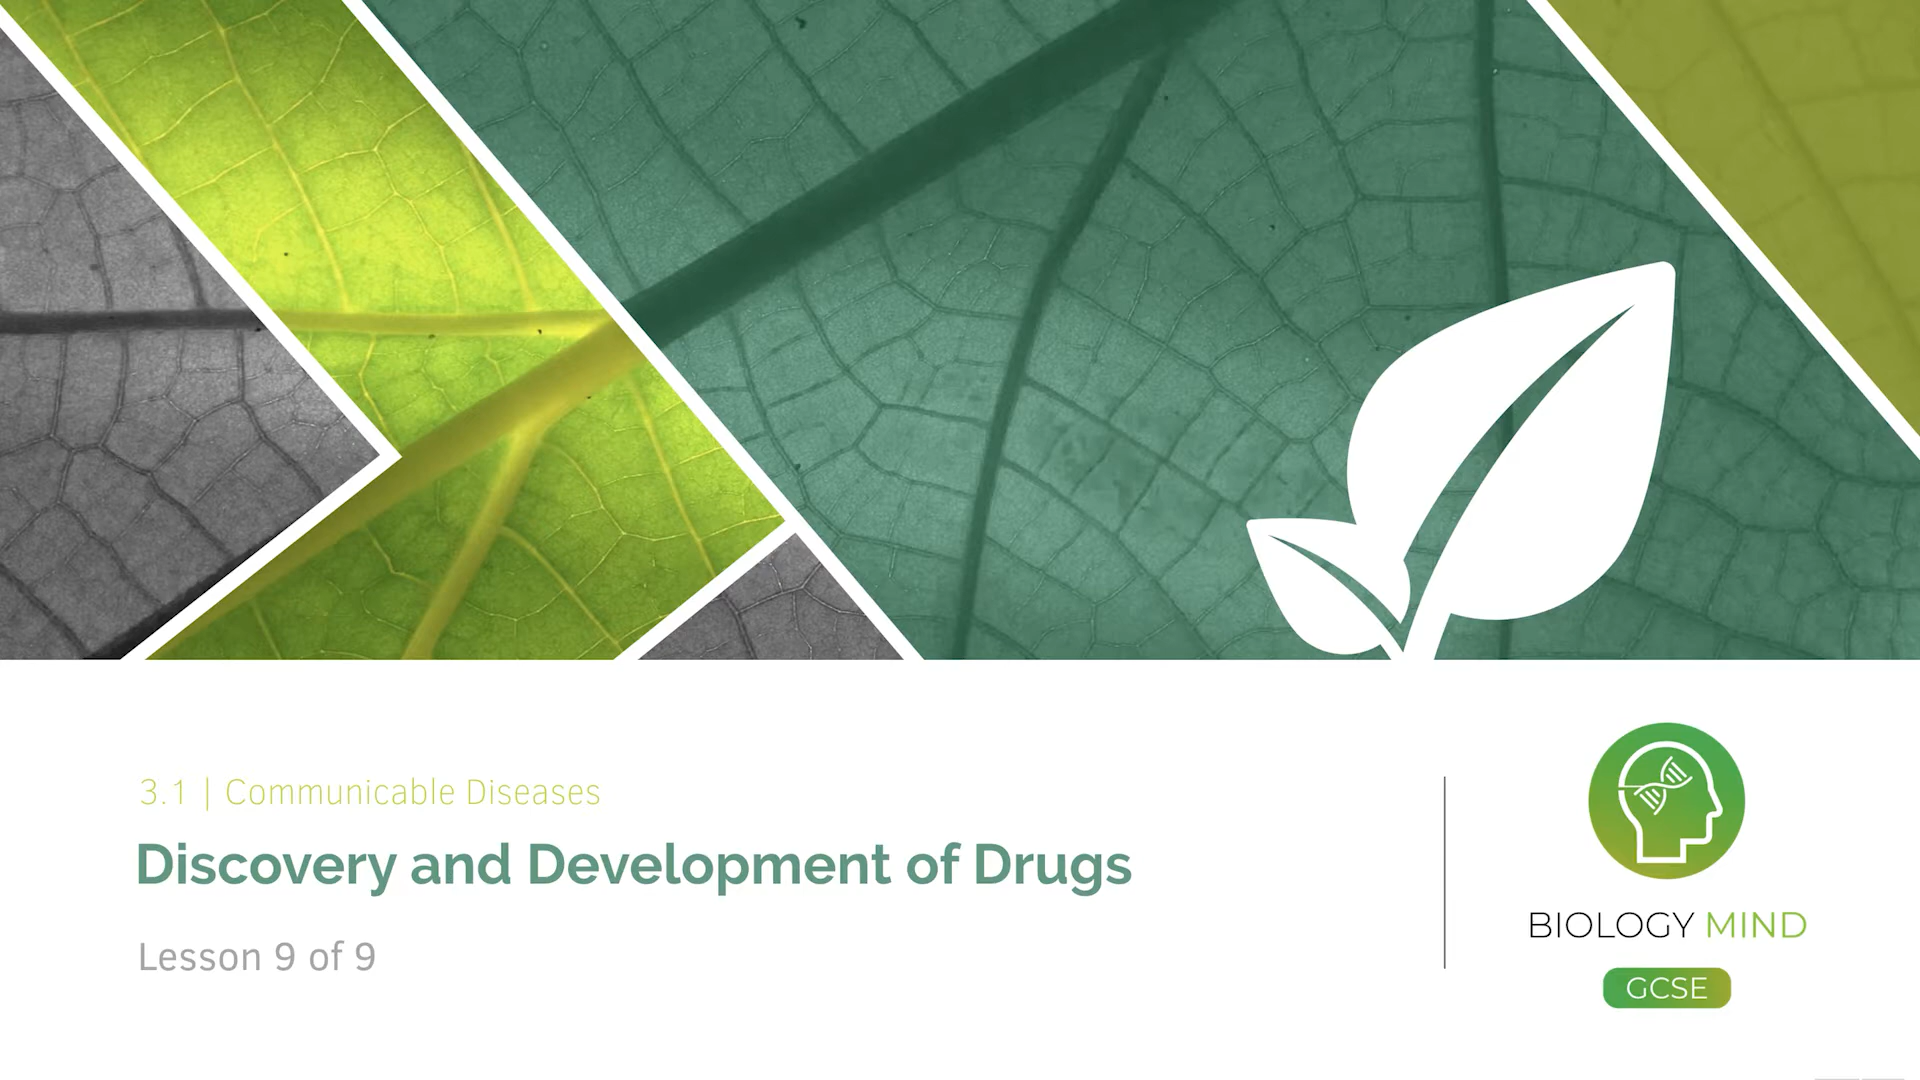 3.1 | Communicable Diseases
Discovery and Development of Drugs
Lesson 9 of 9
BIOLOGY MIND
GCSE